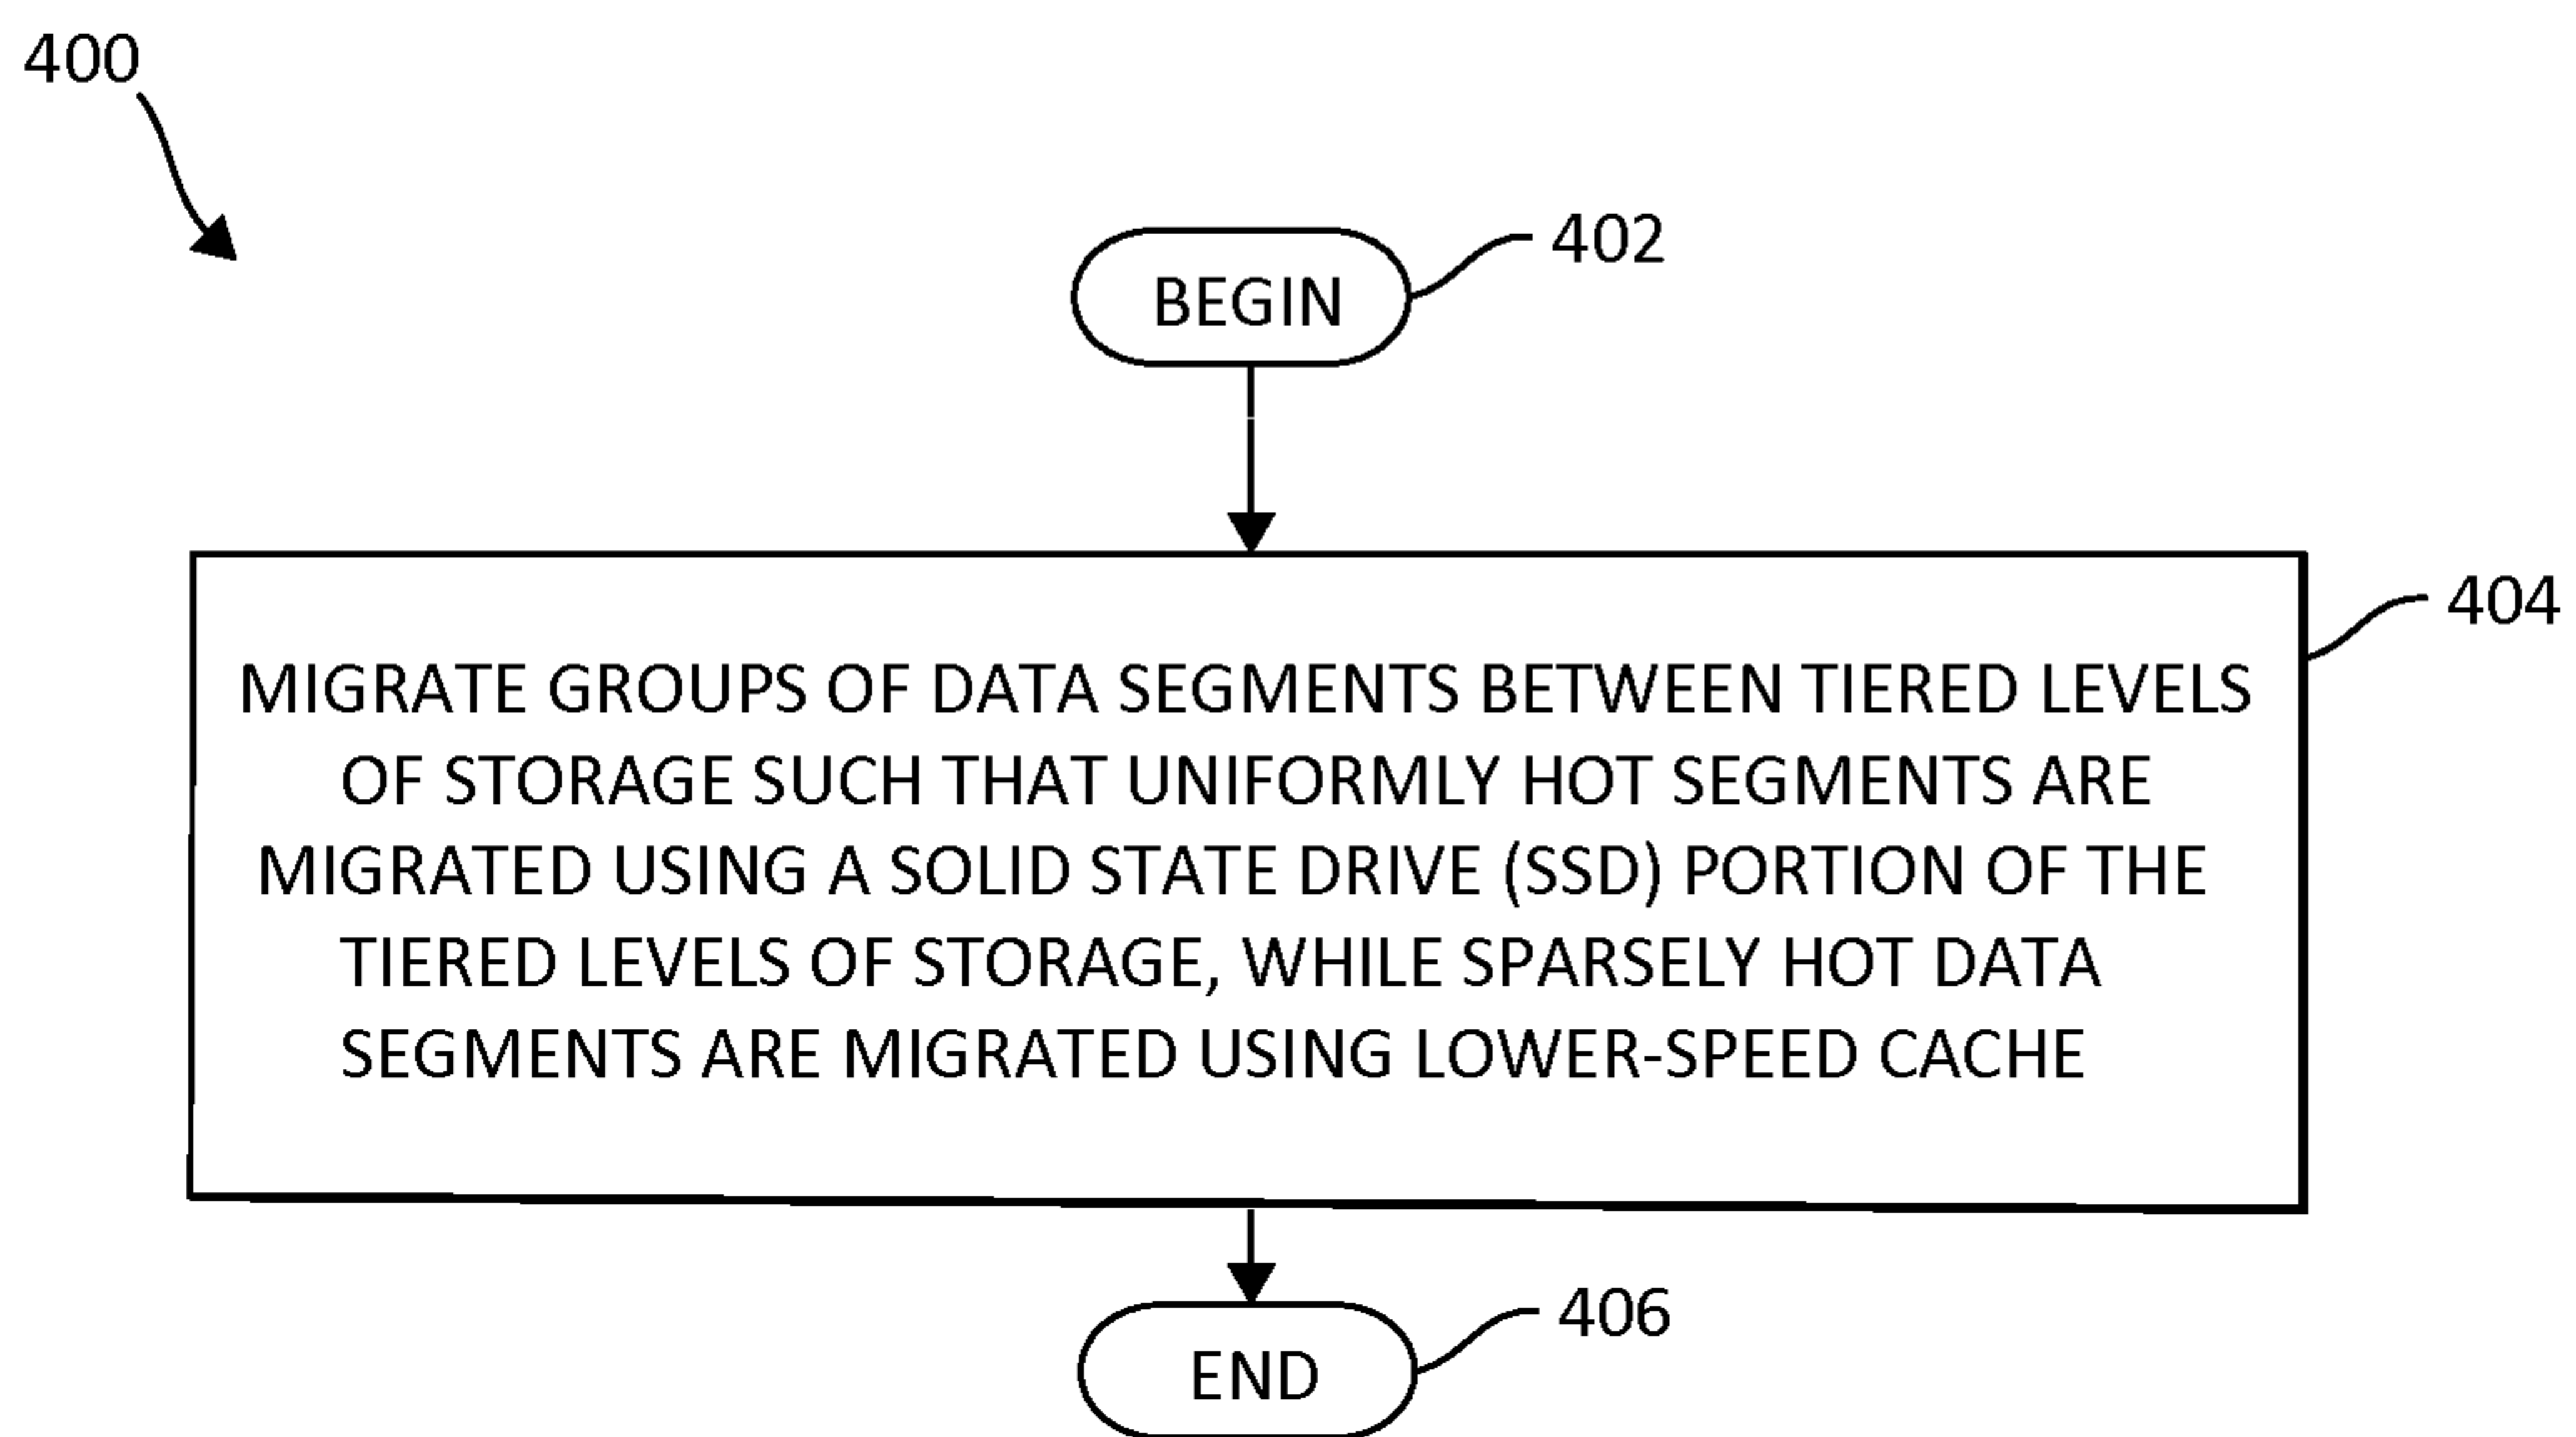 400
BEGIN
402
404
MIGRATE GROUPS OF DATA SEGMENTS BETWEEN TIERED LEVELS
OF STORAGE SUCH THAT UNIFORMLY HOT SEGMENTS ARE
MIGRATED USING A SOLID STATE DRIVE (SSD) PORTION OF THE
TIERED LEVELS OF STORAGE, WHILE SPARSELY HOT DATA
SEGMENTS ARE MIGRATED USING LOWER-SPEED CACHE
END
406